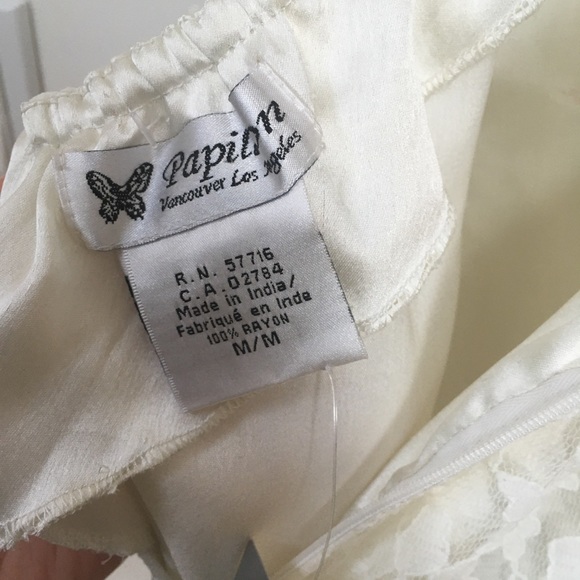 Papillon
Vancouver Los Angeles
R.N. 57716
C.A. 02784
Made in India/
Fabriqué en Inde
100% RAYON
M/M